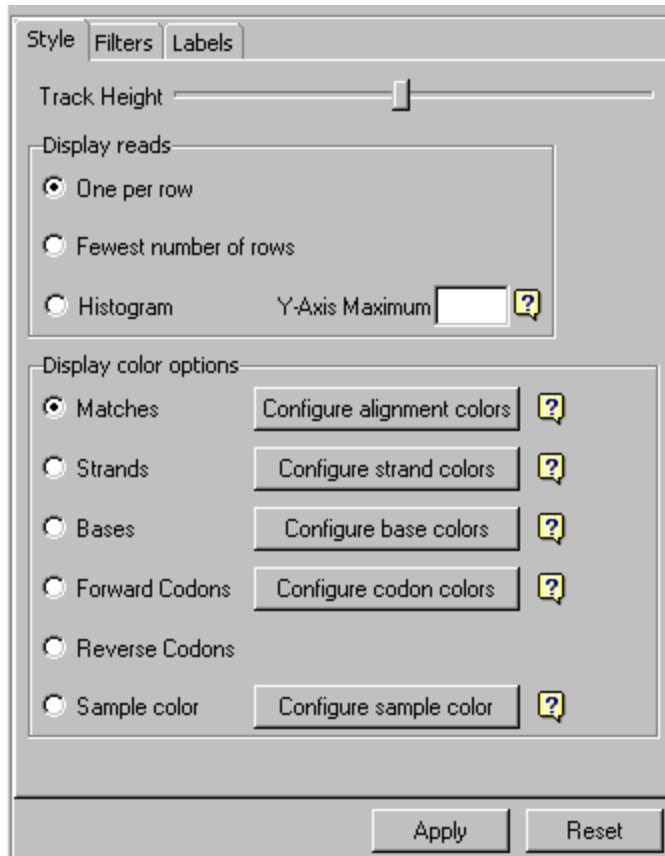 Style Filters Labels
Track Height
Display reads
One per row
Fewest number of rows
Histogram Y-Axis Maximum ?
Display color options
Matches Configure alignment colors ?
Strands Configure strand colors ?
Bases Configure base colors ?
Forward Codons Configure codon colors ?
Reverse Codons
Sample color Configure sample color ?
Apply Reset